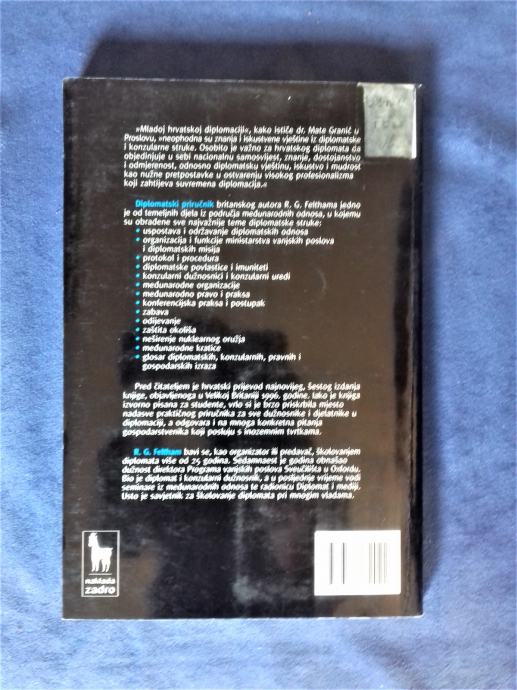 »Mladoj hrvatskoj diplomaciji«, kako ističe dr. Mate Granić u
Proslovu, »neophodna su znanja i iskustvene vještine iz diplomatske
i konzularne struke. Osobito je važno za hrvatskog diplomata da
objedinjuje u sebi nacionalnu samosvijest, znanje, dostojanstvo
i odmjerenost, odnosno diplomatsku vještinu, iskustvo i mudrost
kao nužne pretpostavke u ostvarenju visokog profesionalizma
koji zahtijeva suvremena diplomacija.«
Diplomatski priručnik britanskog autora R. G. Felthama jedno
je od temeljnih djela iz područja međunarodnih odnosa, u kojemu
su obrađene sve najvažnije teme diplomatske struke:
• uspostava i održavanje diplomatskih odnosa
• organizacija i funkcije ministarstva vanjskih poslova
i diplomatskih misija
• protokol i procedura
• diplomatske povlastice i imuniteti
• konzularni dužnosnici i konzularni uredi
• međunarodne organizacije
• međunarodno pravo i praksa
• konferencijska praksa i postupak
• zabava
• odijevanje
• zaštita okoliša
• neširenje nuklearnog oružja
• međunarodne kratice
• glosar diplomatskih, konzularnih, pravnih i
gospodarskih izraza
Pred čitateljem je hrvatski prijevod najnovijeg, šestog izdanja
knjige, objavljenoga u Velikoj Britaniji 1996. godine. Iako je knjiga
izvorno pisana za studente, vrlo si je brzo priskrbila mjesto
nadasve praktičnog priručnika za sve dužnosnike i djelatnike u
diplomaciji, a odgovara i na mnoga konkretna pitanja
gospodarstvenika koji posluju s inozemnim tvrtkama.
R. G. Feltham bavi se, kao organizator ili predavač, školovanjem
diplomata više od 25 godina. Sedamnaest je godina obnašao
dužnost direktora Programa vanjskih poslova Sveučilišta u Oxfordu.
Bio je diplomat i konzularni dužnosnik, a u posljednje vrijeme vodi
seminare iz međunarodnih odnosa te radionicu Diplomat i mediji.
Usto je savjetnik za školovanje diplomata pri mnogim vladama.
naklada
zadro